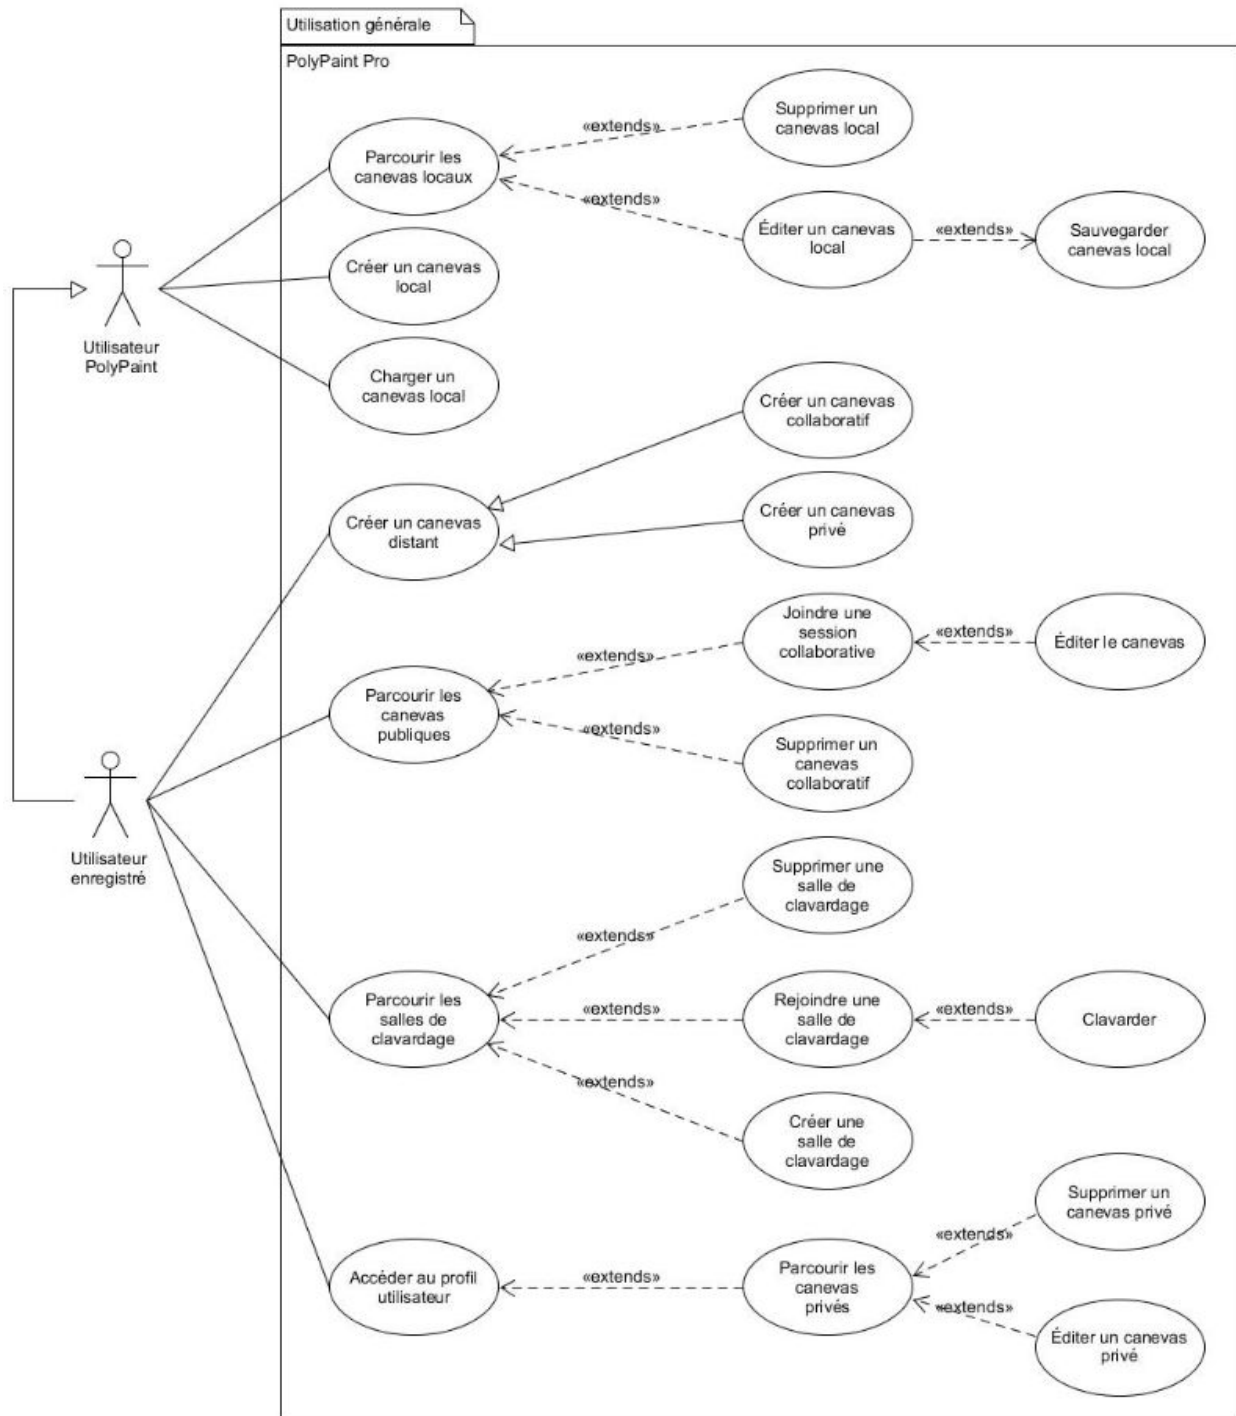 Utilisation générale
PolyPaint Pro
Supprimer un
canevas local
«extends»
Parcourir les
canevas locaux
«extends»
Éditer un canevas
local
«extends»
Sauvegarder
canevas local
Créer un canevas
local
Utilisateur
PolyPaint
Charger un
canevas local
Créer un canevas
collaboratif
Créer un canevas
distant
Créer un canevas
privé
Joindre une
session
collaborative
«extends»
Éditer le canevas
«extends»
Parcourir les
canevas
publiques
«extends»
Supprimer un
canevas
collaboratif
Utilisateur
enregistré
Supprimer une
salle de
clavardage
«extends»
Parcourir les
salles de
clavardage
«extends»
Rejoindre une
salle de
clavardage
«extends»
Clavarder
«extends»
Créer une
salle de
clavardage
Supprimer un
canevas privé
«extends»
Accéder au profil
utilisateur
«extends»
Parcourir les
canevas
privés
«extends»
Éditer un canevas
privé